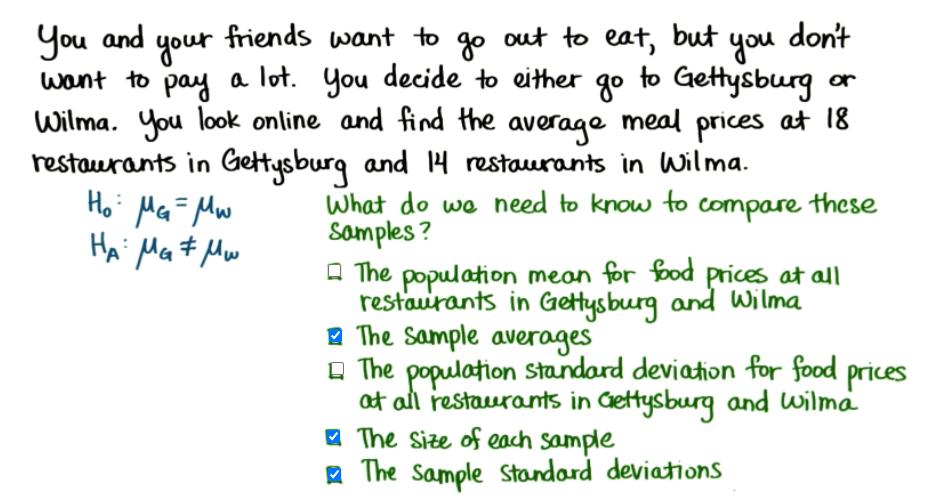 You and your friends want to go out to eat, but you don't
want to pay a lot. You decide to either go to Gettysburg or
Wilma. You look online and find the average meal prices at 18
restaurants in Gettysburg and 14 restaurants in Wilma.
H₀: μG = μW
HA: μG ≠ μW
What do we need to know to compare these
samples?
The population mean for food prices at all
restaurants in Gettysburg and Wilma
The sample averages
The population standard deviation for food prices
at all restaurants in Gettysburg and Wilma
The size of each sample
The sample standard deviations